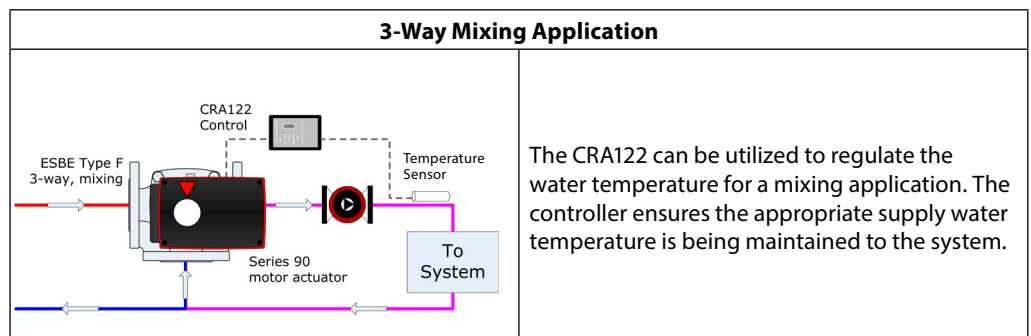 3-Way Mixing Application
CRA122
Control
ESBE Type F
3-way, mixing
Temperature
Sensor
Series 90
motor actuator
To
System
The CRA122 can be utilized to regulate the
water temperature for a mixing application. The
controller ensures the appropriate supply water
temperature is being maintained to the system.